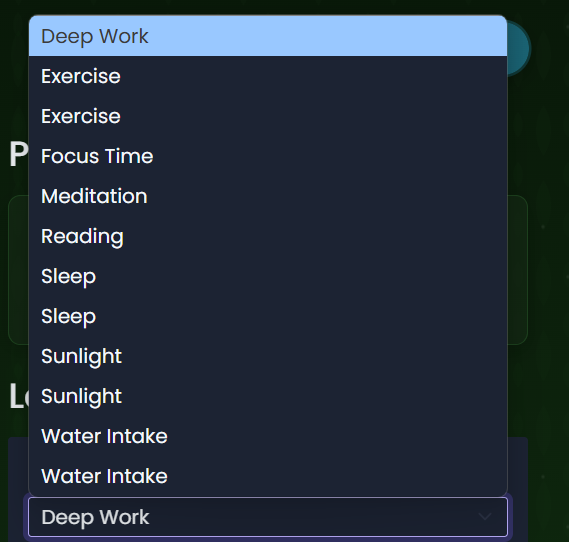 Deep Work
Exercise
Exercise
Focus Time
Meditation
Reading
Sleep
Sleep
Sunlight
Sunlight
Water Intake
Water Intake
Deep Work